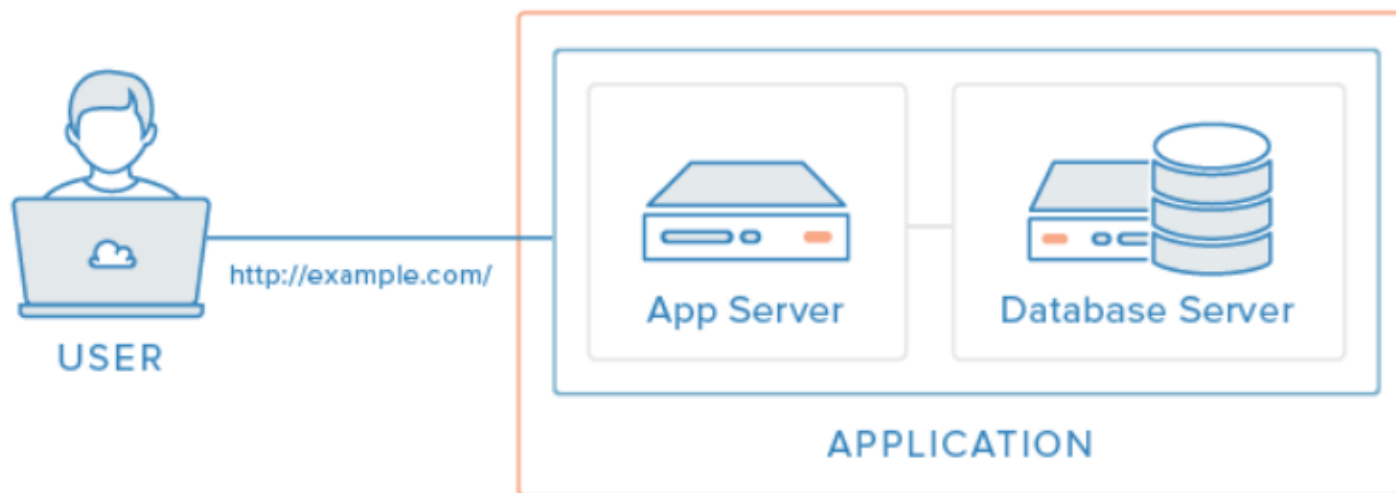 http://example.com/
App Server
Database Server
USER
APPLICATION